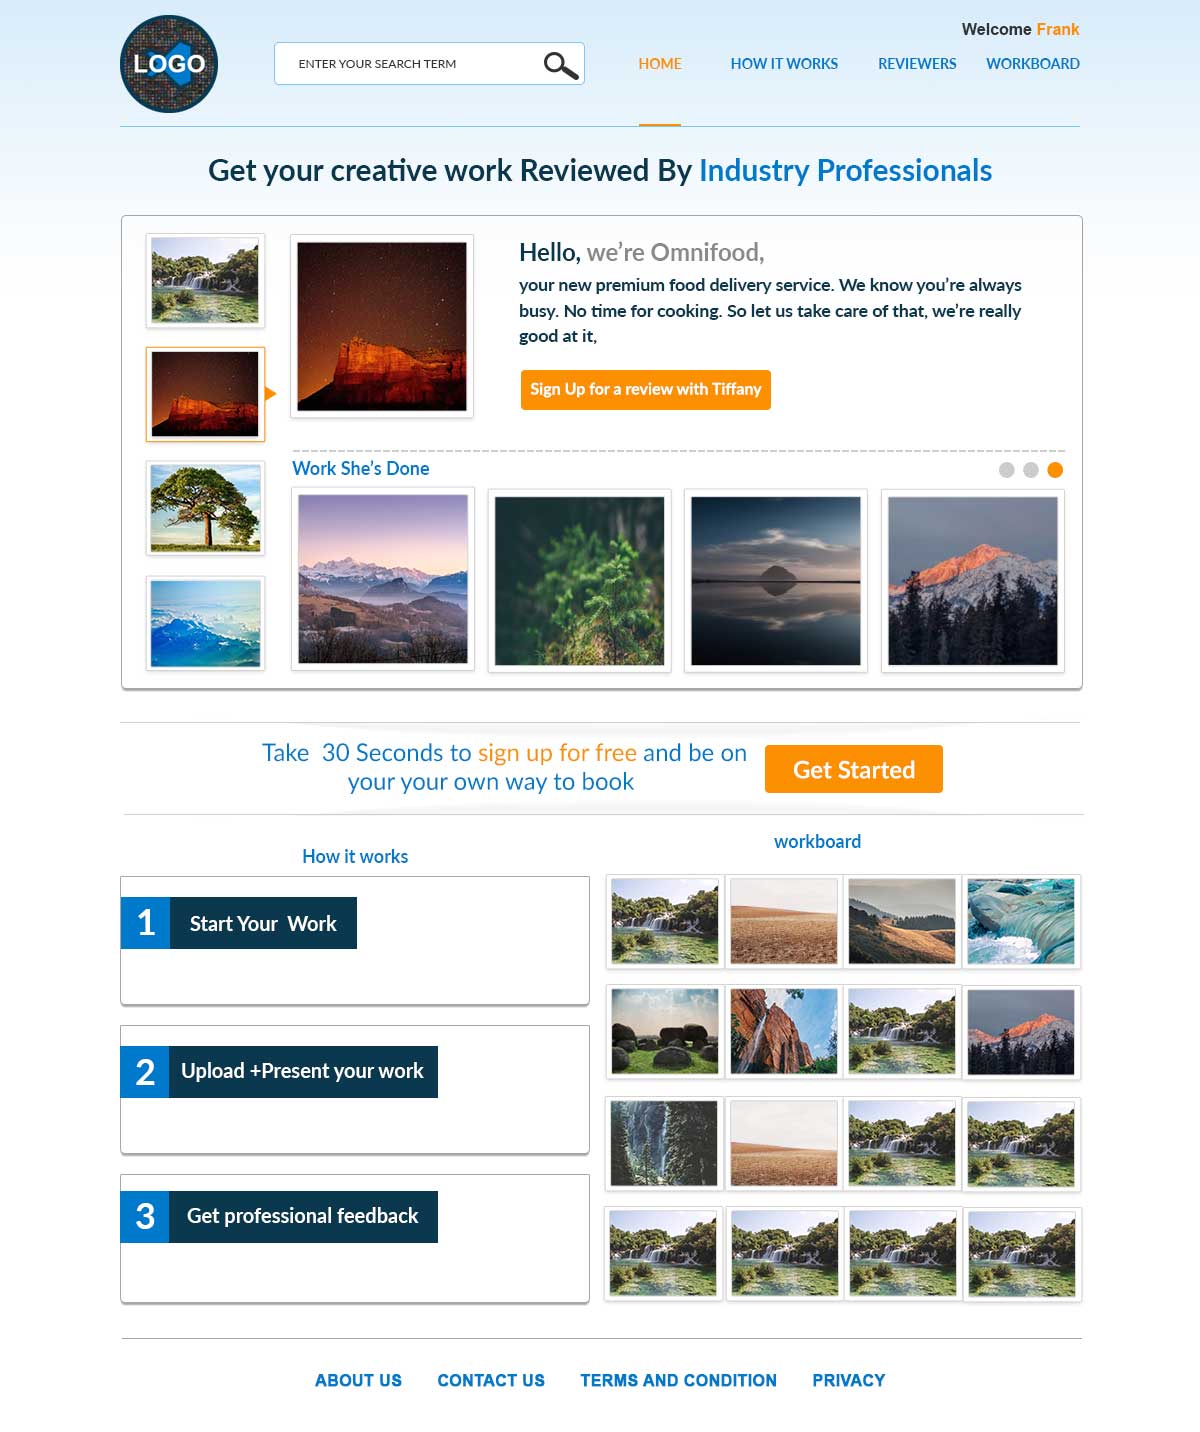 Welcome Frank
LOGO
ENTER YOUR SEARCH TERM
HOME
HOW IT WORKS
REVIEWERS
WORKBOARD
Get your creative work Reviewed By Industry Professionals
Hello, we're Omnifood,
your new premium food delivery service. We know you're always
busy. No time for cooking. So let us take care of that, we're really
good at it,
Sign Up for a review with Tiffany
Work She's Done
Take 30 Seconds to sign up for free and be on
your your own way to book
Get Started
How it works
1 Start Your Work
2 Upload +Present your work
3 Get professional feedback
workboard
ABOUT US
CONTACT US
TERMS AND CONDITION
PRIVACY